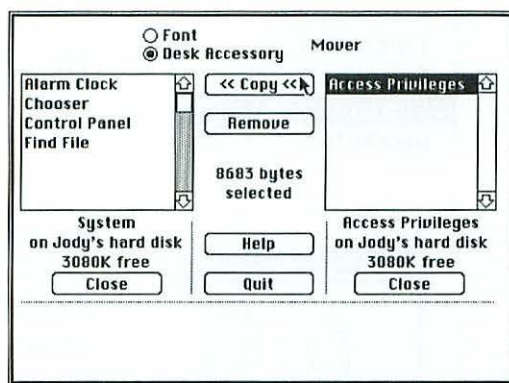 Font
Desk Accessory
Mover
Alarm Clock
Chooser
Control Panel
Find File
<< Copy <<
Remove
8683 bytes
selected
Access Privileges
System
on Jody's hard disk
3080K free
Close
Help
Quit
Access Privileges
on Jody's hard disk
3080K free
Close